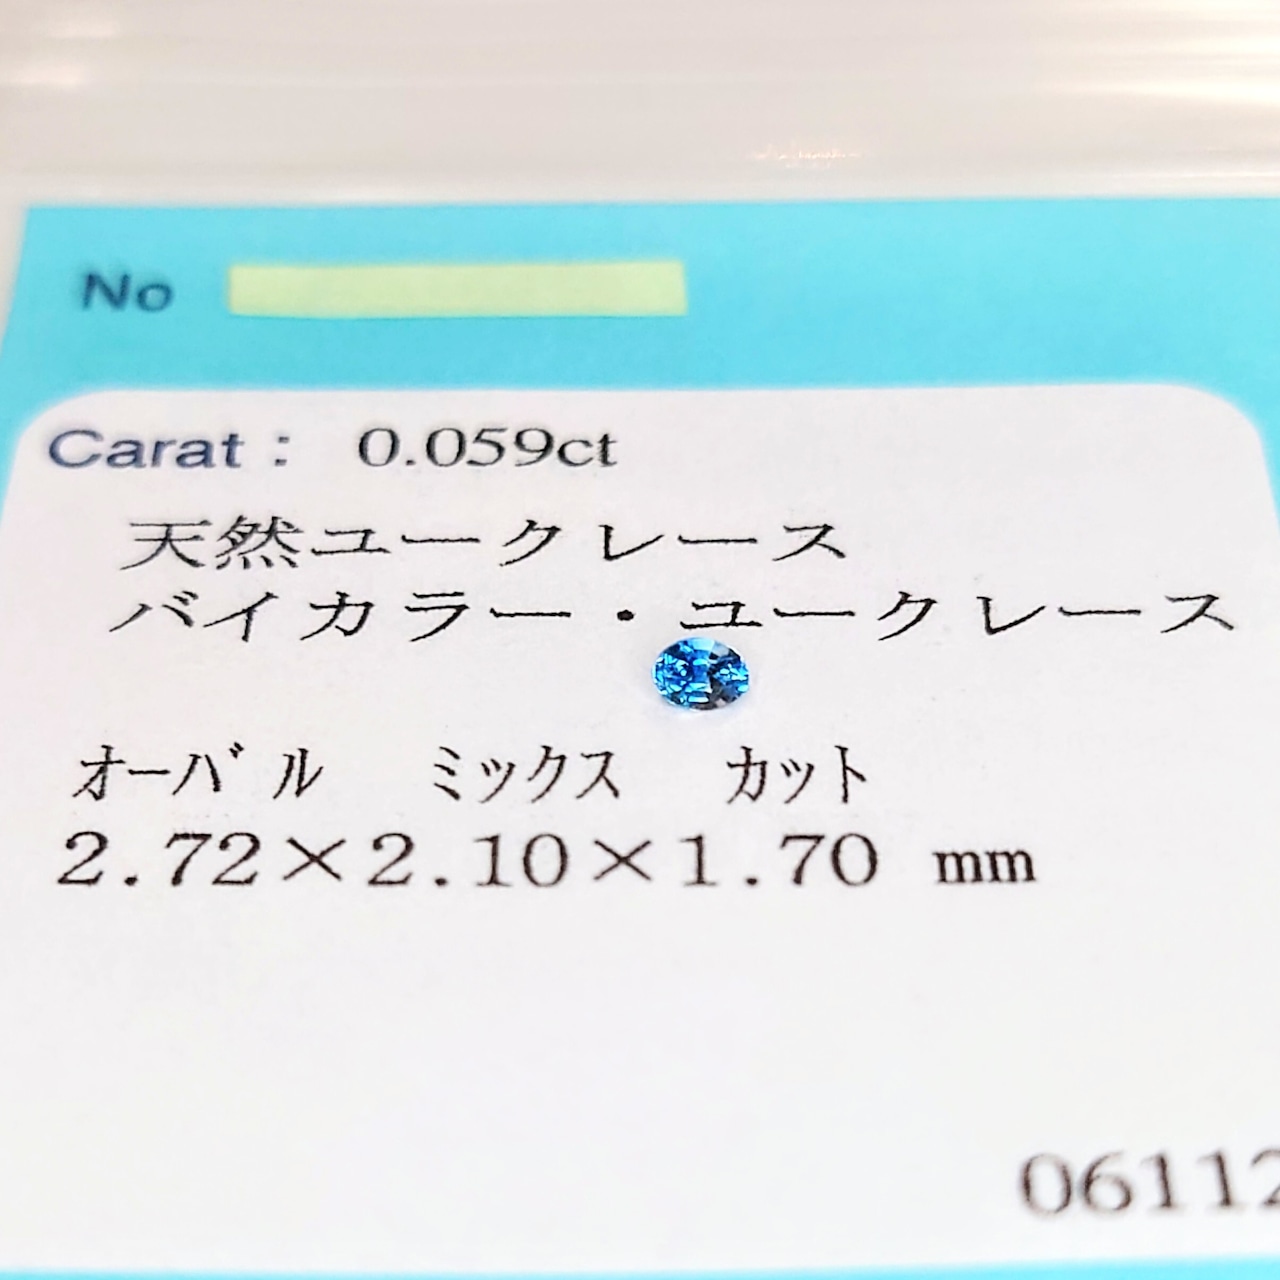 No
Carat : 0.059ct
天然ユークレース
バイカラー・ユークレース
オーバル ミックス カット
2.72×2.10×1.70 mm
06112